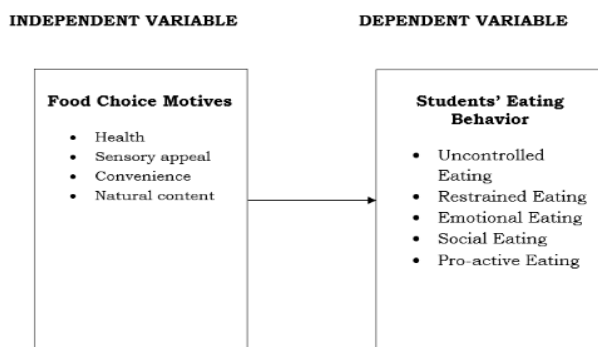 INDEPENDENT VARIABLE
DEPENDENT VARIABLE
Food Choice Motives
• Health
• Sensory appeal
• Convenience
• Natural content
Students' Eating
Behavior
• Uncontrolled
Eating
• Restrained Eating
• Emotional Eating
• Social Eating
• Pro-active Eating